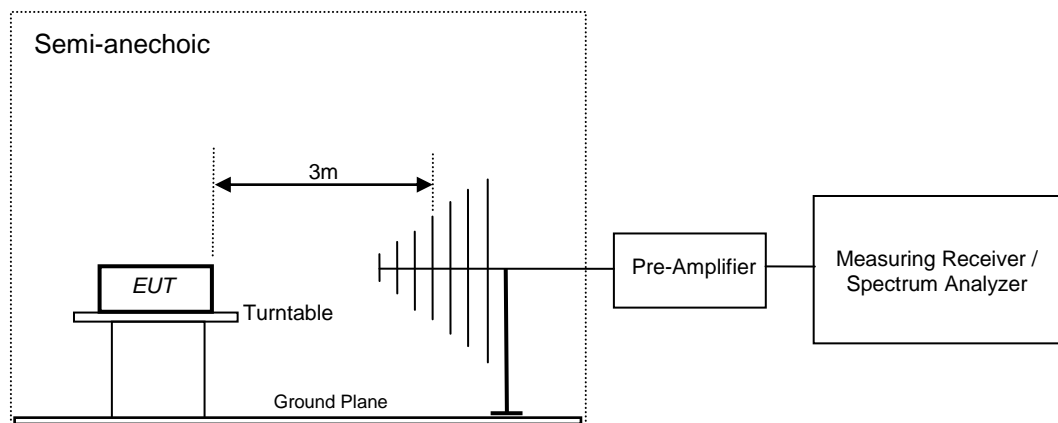 Semi-anechoic
3m
EUT
Turntable
Ground Plane
Pre-Amplifier
Measuring Receiver /
Spectrum Analyzer